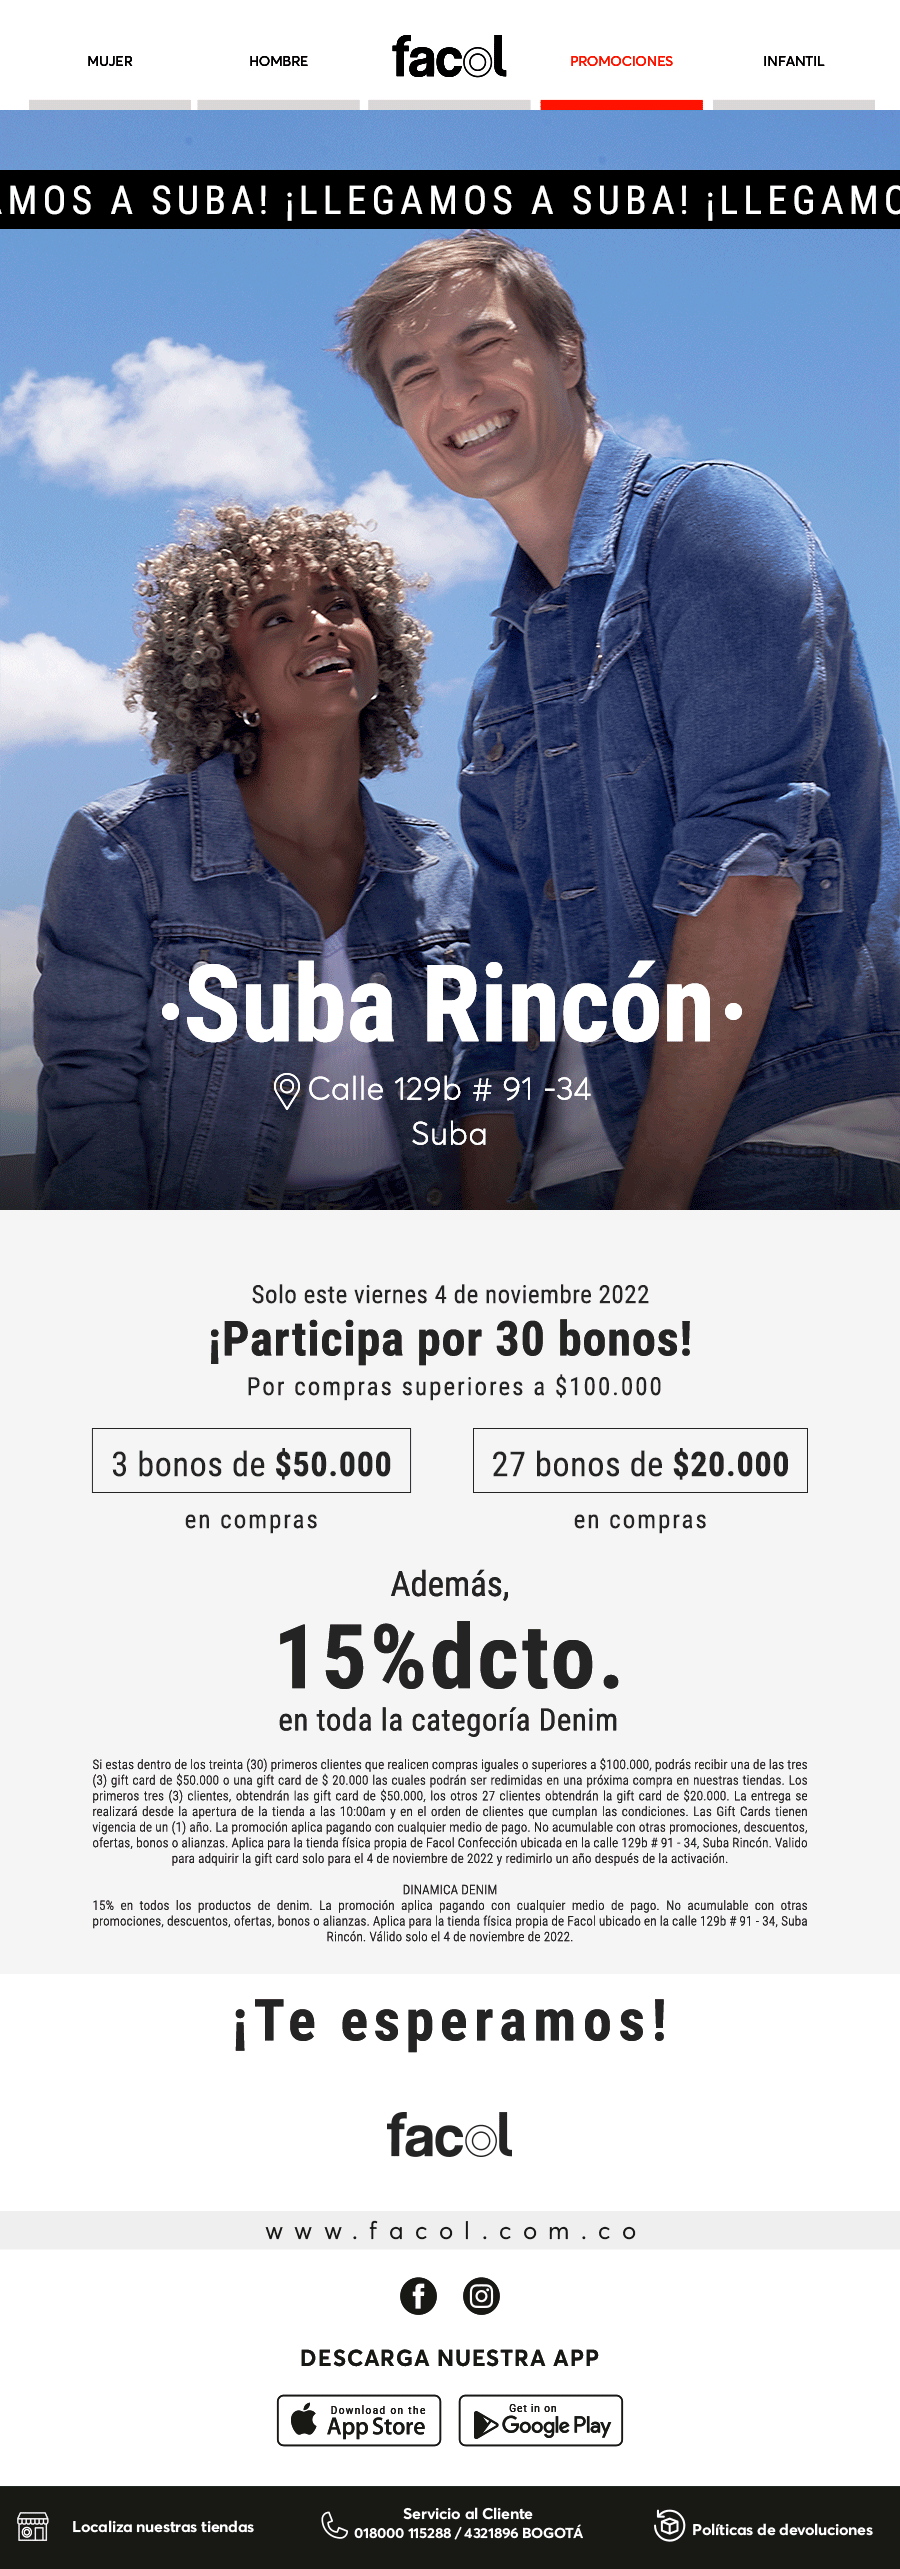 MUJER HOMBRE facol PROMOCIONES INFANTIL
AMOS A SUBA! ¡LLEGAMOS A SUBA! ¡LLEGAMO
·Suba Rincón·
Calle 129b # 91 -34
Suba
Solo este viernes 4 de noviembre 2022
¡Participa por 30 bonos!
Por compras superiores a $100.000
3 bonos de $50.000 27 bonos de $20.000
en compras en compras
Además,
15%dcto.
en toda la categoría Denim
Si estas dentro de los treinta (30) primeros clientes que realicen compras iguales o superiores a $100.000, podrás recibir una de las tres
(3) gift card de $50.000 o una gift card de $ 20.000 las cuales podrán ser redimidas en una próxima compra en nuestras tiendas. Los
primeros tres (3) clientes, obtendrán las gift card de $50.000, los otros 27 clientes obtendrán la gift card de $20.000. La entrega se
realizará desde la apertura de la tienda a las 10:00am y en el orden de clientes que cumplan las condiciones. Las Gift Cards tienen
vigencia de un (1) año. La promoción aplica pagando con cualquier medio de pago. No acumulable con otras promociones, descuentos,
ofertas, bonos o alianzas. Aplica para la tienda física propia de Facol Confección ubicada en la calle 129b # 91 - 34, Suba Rincón. Valido
para adquirir la gift card solo para el 4 de noviembre de 2022 y redimirlo un año después de la activación.
DINAMICA DENIM
15% en todos los productos de denim. La promoción aplica pagando con cualquier medio de pago. No acumulable con otras
promociones, descuentos, ofertas, bonos o alianzas. Aplica para la tienda física propia de Facol ubicado en la calle 129b # 91 - 34, Suba
Rincón. Válido solo el 4 de noviembre de 2022.
¡Te esperamos!
facol
www.facol.com.co
DESCARGA NUESTRA APP
Download on the Get in on
App Store Google Play
Localiza nuestras tiendas
Servicio al Cliente
018000 115288 / 4321896 BOGOTÁ
Políticas de devoluciones